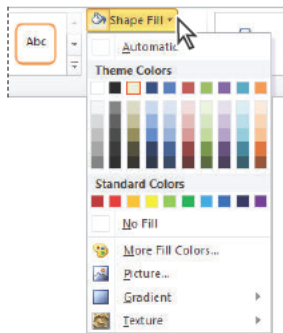 Abc
Shape Fill
Automatic
Theme Colors
Standard Colors
No Fill
More Fill Colors...
Picture...
Gradient
Texture